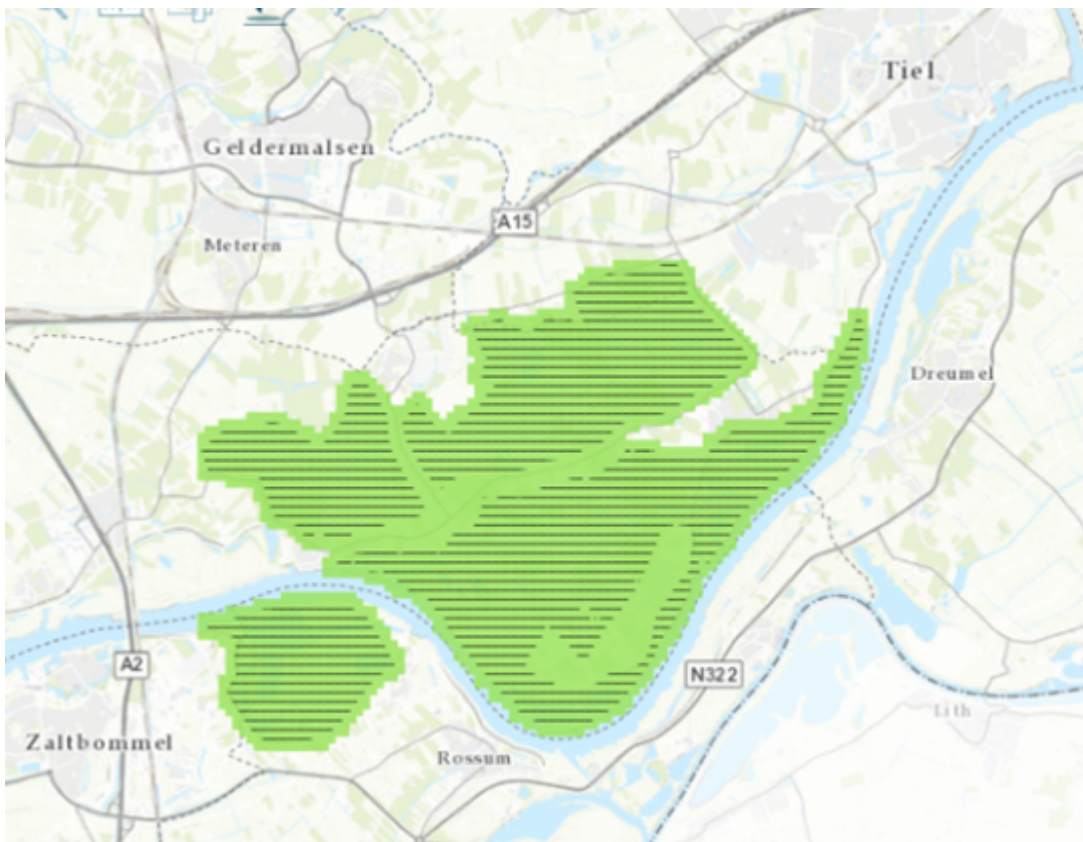 Tiel
Geldermalsen
A15
Meteren
Dreumel
A2
N322
Lith
Zaltbommel
Rossum